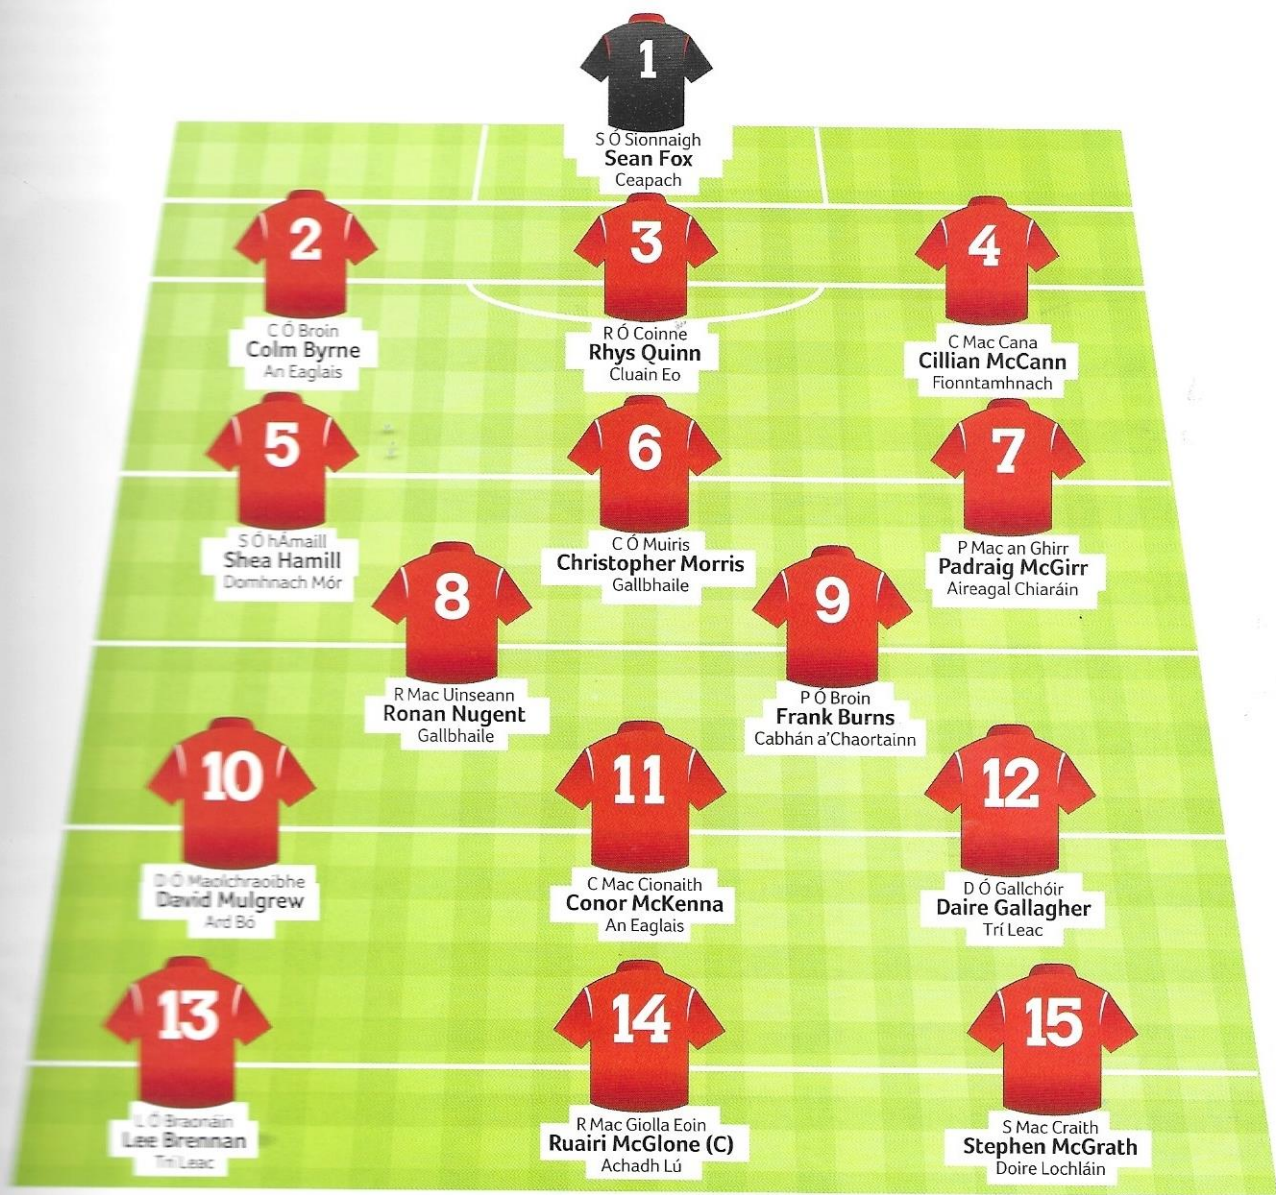 1
S Ó Sionnaigh
Sean Fox
Ceapach
2
C Ó Broin
Colm Byrne
An Eaglais
3
R Ó Coinne
Rhys Quinn
Cluain Eo
4
C Mac Cana
Cillian McCann
Fionntamhnach
5
S Ó hÁmaill
Shea Hamill
Domhnach Mór
6
C Ó Muiris
Christopher Morris
Gallbhaile
7
P Mac an Ghirr
Padraig McGirr
Aireagal Chiaráin
8
R Mac Uinseann
Ronan Nugent
Gallbhaile
9
P Ó Broin
Frank Burns
Cabhán a'Chaortainn
10
D Ó Maolchraoibhe
David Mulgrew
Ard Bó
11
C Mac Cionaith
Conor McKenna
An Eaglais
12
D Ó Gallchóir
Daire Gallagher
Trí Leac
13
L Ó Braonáin
Lee Brennan
Trí Leac
14
R Mac Giolla Eoin
Ruairi McGlone (C)
Achadh Lú
15
S Mac Craith
Stephen McGrath
Doire Lochláin